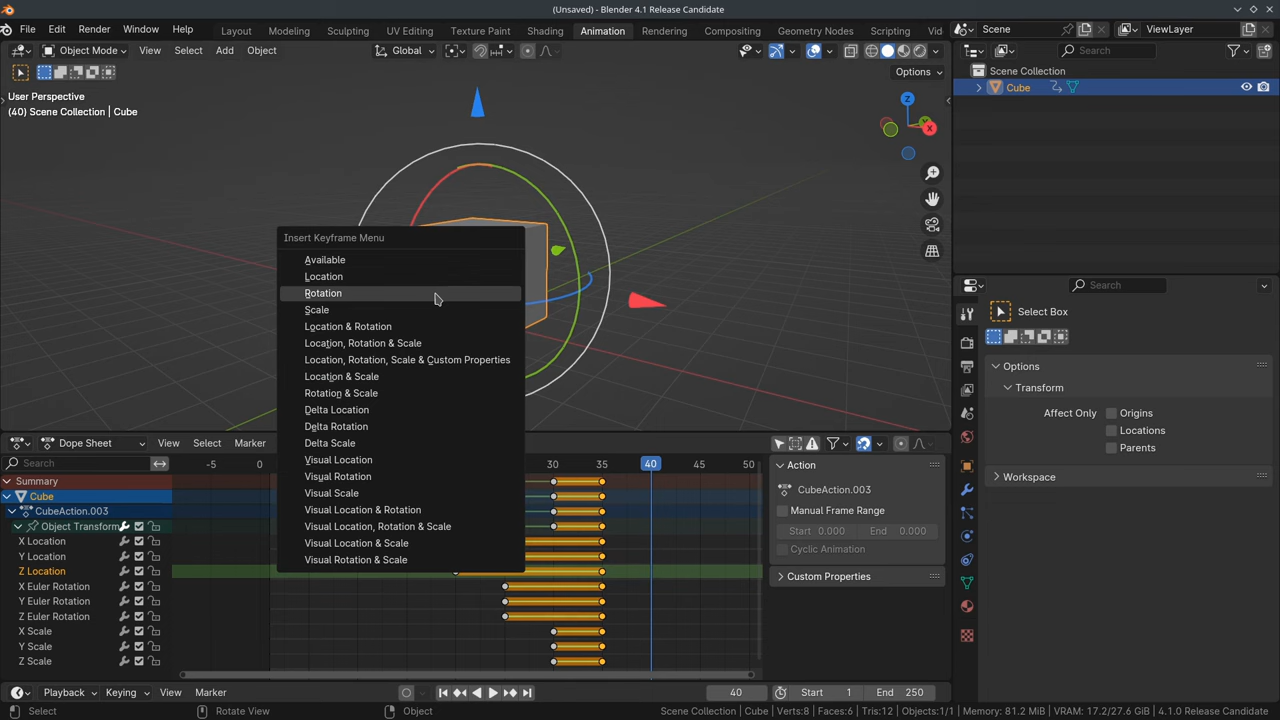 (Unsaved) - Blender 4.1 Release Candidate
File Edit Render Window Help Layout Modeling Sculpting UV Editing Texture Paint Shading Animation Rendering Compositing Geometry Nodes Scripting Scene ViewLayer
Object Mode View Select Add Object Global Search
Options
User Perspective
(40) Scene Collection | Cube
Z
Y
X
Scene Collection
Cube
Insert Keyframe Menu
Available
Location
Rotation
Scale
Location & Rotation
Location, Rotation & Scale
Location, Rotation, Scale & Custom Properties
Location & Scale
Rotation & Scale
Delta Location
Delta Rotation
Delta Scale
Visual Location
Visual Rotation
Visual Scale
Visual Location & Rotation
Visual Location, Rotation & Scale
Visual Location & Scale
Visual Rotation & Scale
Search
Select Box
Options
Transform
Affect Only Origins
Locations
Parents
Workspace
Dope Sheet View Select Marker
Search -5 0 30 35 40 45 50
Summary
Cube
CubeAction.003
Object Transform
X Location
Y Location
Z Location
X Euler Rotation
Y Euler Rotation
Z Euler Rotation
X Scale
Y Scale
Z Scale
Action
CubeAction.003
Manual Frame Range
Start 0.000 End 0.000
Cyclic Animation
Custom Properties
Playback Keying View Marker 40 Start 1 End 250
Select Rotate View Object Scene Collection | Cube | Verts:8 | Faces:6 | Tris:12 | Objects:1/1 | Memory: 81.2 MiB | VRAM: 17.2/27.6 GiB | 4.1.0 Release Candidate